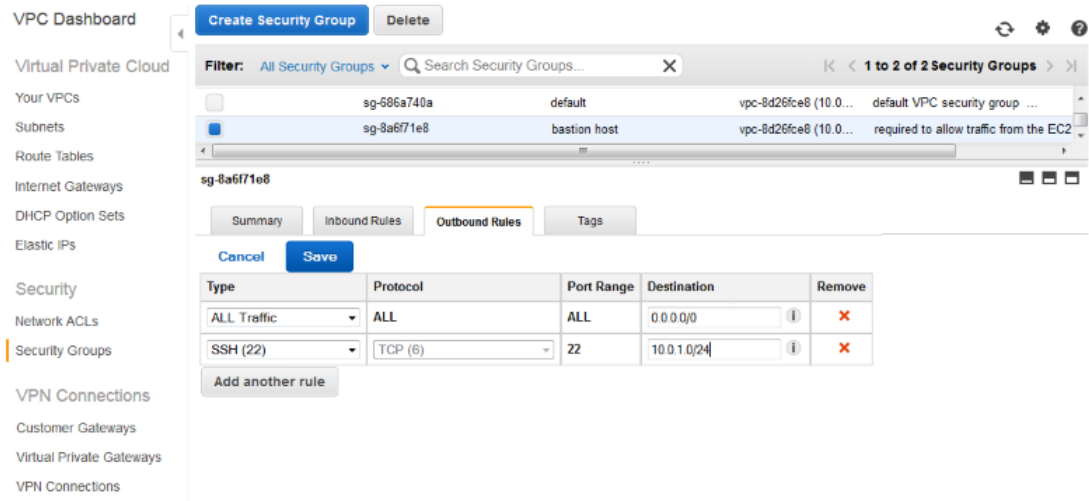 VPC Dashboard
Virtual Private Cloud
Your VPCs
Subnets
Route Tables
Internet Gateways
DHCP Option Sets
Elastic IPs
Security
Network ACLs
Security Groups
VPN Connections
Customer Gateways
Virtual Private Gateways
VPN Connections
Create Security Group Delete
Filter: All Security Groups Search Security Groups... 1 to 2 of 2 Security Groups
sg-686a740a default vpc-8d26fce8 (10.0... default VPC security group ...
sg-8a6f71e8 bastion host vpc-8d26fce8 (10.0... required to allow traffic from the EC2
sg-8a6f71e8
Summary Inbound Rules Outbound Rules Tags
Cancel Save
Type Protocol Port Range Destination Remove
ALL Traffic ALL ALL 0.0.0.0/0
SSH (22) TCP (6) 22 10.0.1.0/24
Add another rule